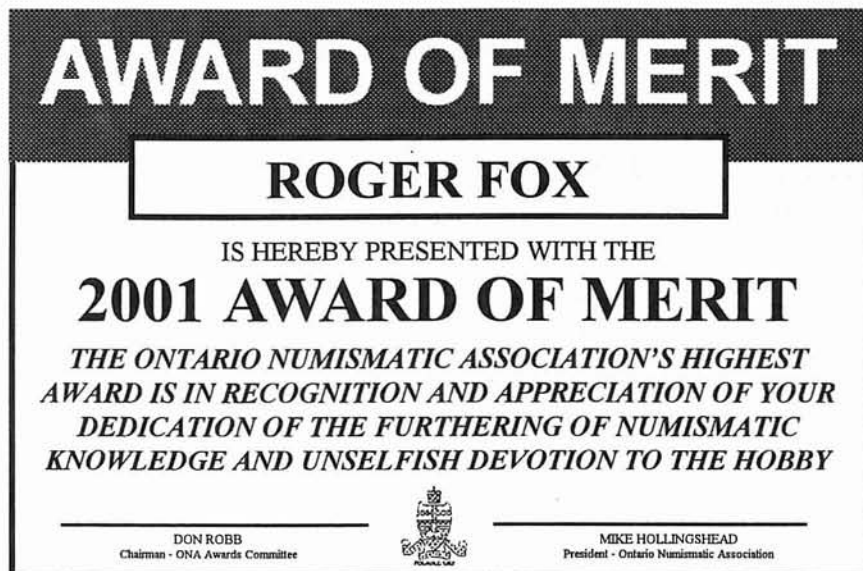 AWARD OF MERIT
ROGER FOX
IS HEREBY PRESENTED WITH THE
2001 AWARD OF MERIT
THE ONTARIO NUMISMATIC ASSOCIATION'S HIGHEST
AWARD IS IN RECOGNITION AND APPRECIATION OF YOUR
DEDICATION OF THE FURTHERING OF NUMISMATIC
KNOWLEDGE AND UNSELFISH DEVOTION TO THE HOBBY
DON ROBB
Chairman - ONA Awards Committee
MIKE HOLLINGSHEAD
President - Ontario Numismatic Association